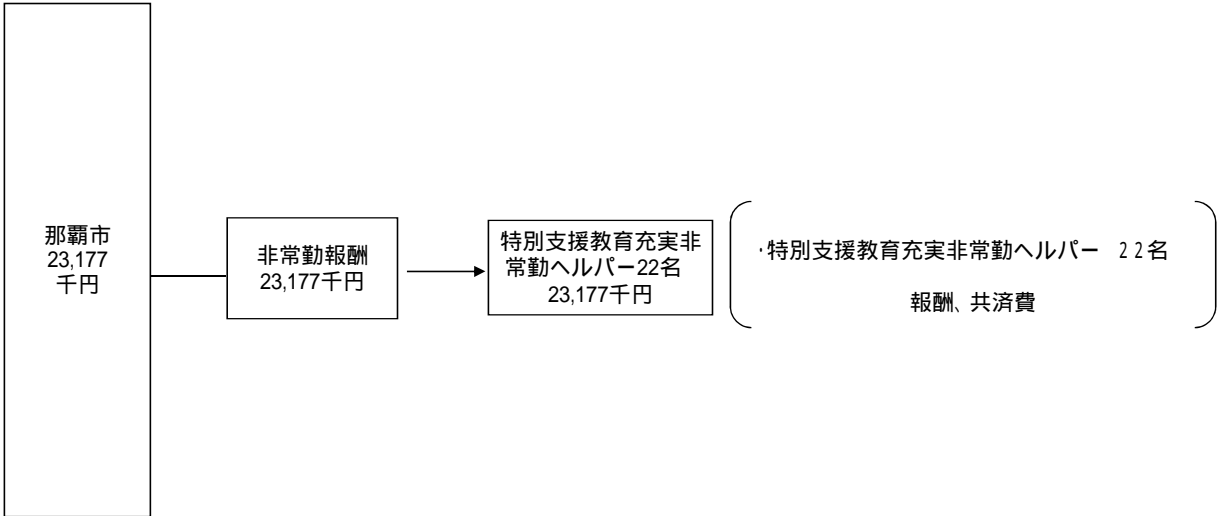 那覇市
23,177
千円
非常勤報酬
23,177千円
特別支援教育充実非
常勤ヘルパー22名
23,177千円
・特別支援教育充実非常勤ヘルパー　２２名
報酬、共済費